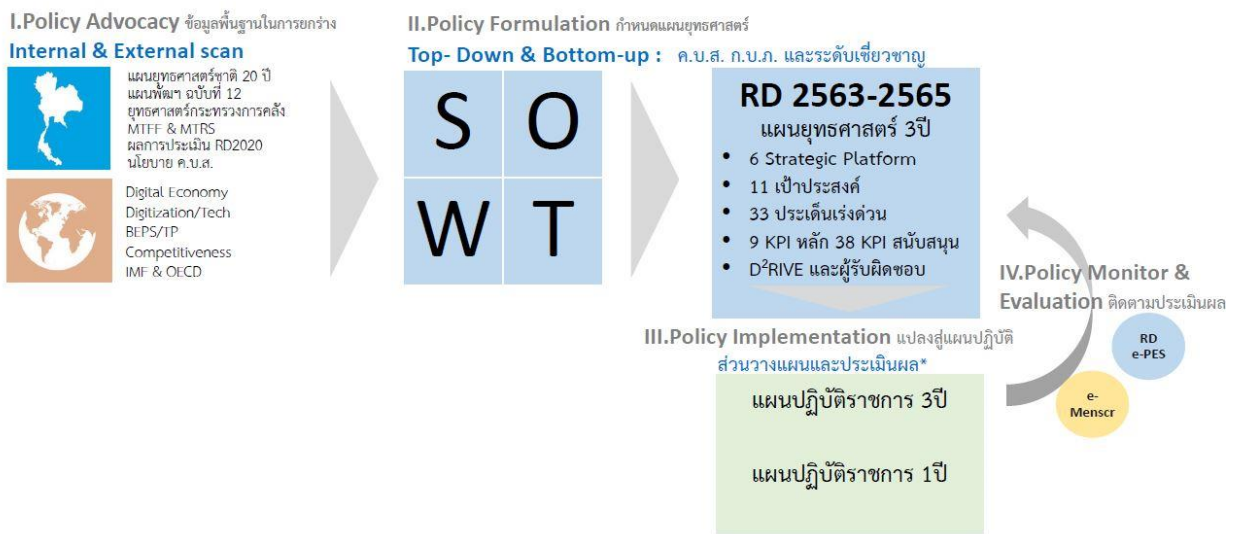 I.Policy Advocacy ข้อมูลพื้นฐานในการยกร่าง
Internal & External scan
แผนยุทธศาสตร์ชาติ 20 ปี
แผนพัฒฯ ฉบับที่ 12
ยุทธศาสตร์กระทรวงการคลัง
MTFF & MTRS
ผลการประเมิน RD2020
นโยบาย ค.บ.ส.
Digital Economy
Digitization/Tech
BEPS/TP
Competitiveness
IMF & OECD
II.Policy Formulation กำหนดแผนยุทธศาสตร์
Top- Down & Bottom-up : ค.บ.ส. ก.บ.ภ. และระดับเชี่ยวชาญ
S O
W T
RD 2563-2565
แผนยุทธศาสตร์ 3ปี
• 6 Strategic Platform
• 11 เป้าประสงค์
• 33 ประเด็นเร่งด่วน
• 9 KPI หลัก 38 KPI สนับสนุน
• D²RIVE และผู้รับผิดชอบ
III.Policy Implementation แปลงสู่แผนปฏิบัติ
ส่วนวางแผนและประเมินผล*
แผนปฏิบัติราชการ 3ปี
แผนปฏิบัติราชการ 1ปี
IV.Policy Monitor &
Evaluation ติดตามประเมินผล
RD
e-PES
e-
Menscr